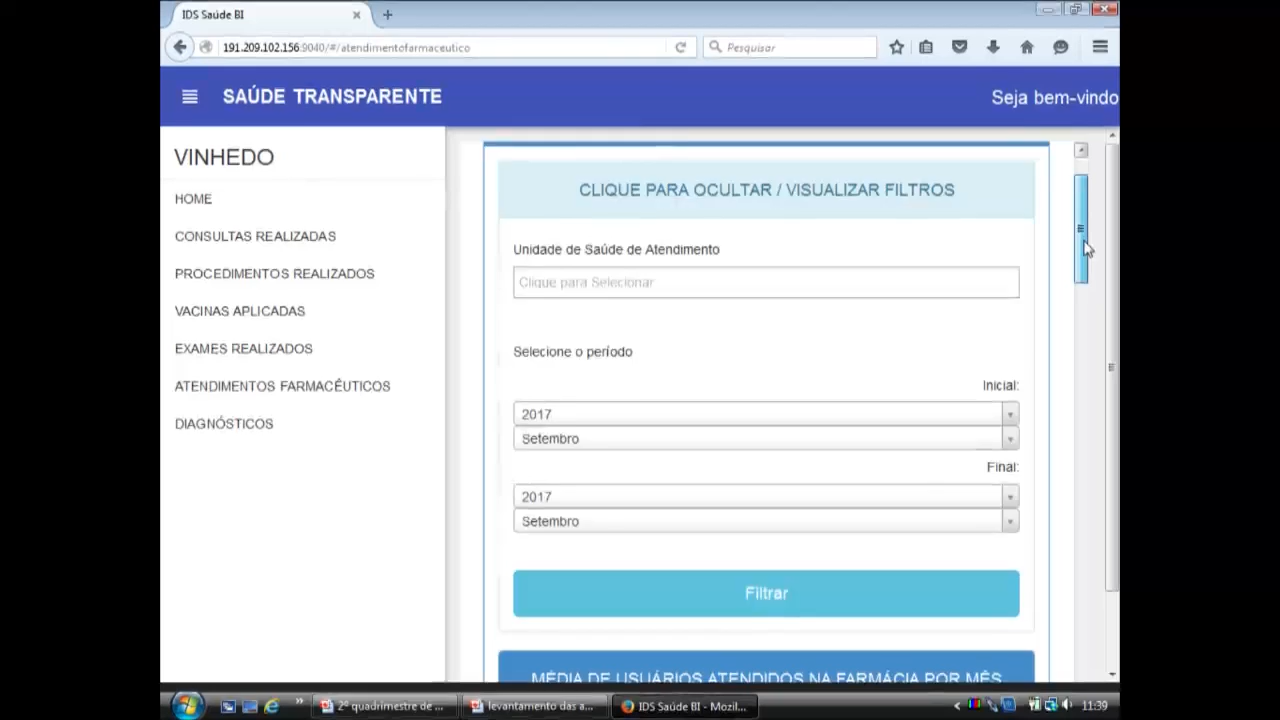 IDS Saúde BI
191.209.102.156:9040/#/atendimentofarmaceutico
Pesquisar
SAÚDE TRANSPARENTE
Seja bem-vindo
VINHEDO
HOME
CONSULTAS REALIZADAS
PROCEDIMENTOS REALIZADOS
VACINAS APLICADAS
EXAMES REALIZADOS
ATENDIMENTOS FARMACÊUTICOS
DIAGNÓSTICOS
CLIQUE PARA OCULTAR / VISUALIZAR FILTROS
Unidade de Saúde de Atendimento
Clique para Selecionar
Selecione o período
Inicial:
2017
Setembro
Final:
2017
Setembro
Filtrar
MÉDIA DE USUÁRIOS ATENDIDOS NA FARMÁCIA POR MÊS
2º quadrimestre de ...
levantamento das a...
IDS Saúde BI - Mozil...
11:39